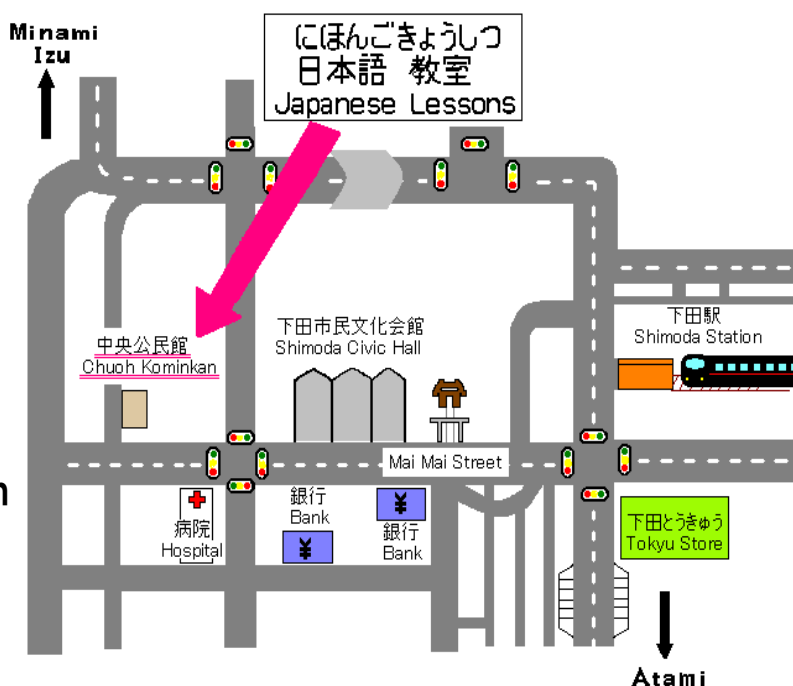 Minami
Izu
にほんごきょうしつ
日本語 教室
Japanese Lessons
中央公民館
Chuoh Kominkan
下田市民文化会館
Shimoda Civic Hall
下田駅
Shimoda Station
Mai Mai Street
病院
Hospital
銀行
Bank
¥
¥
銀行
Bank
下田とうきゅう
Tokyu Store
Atami